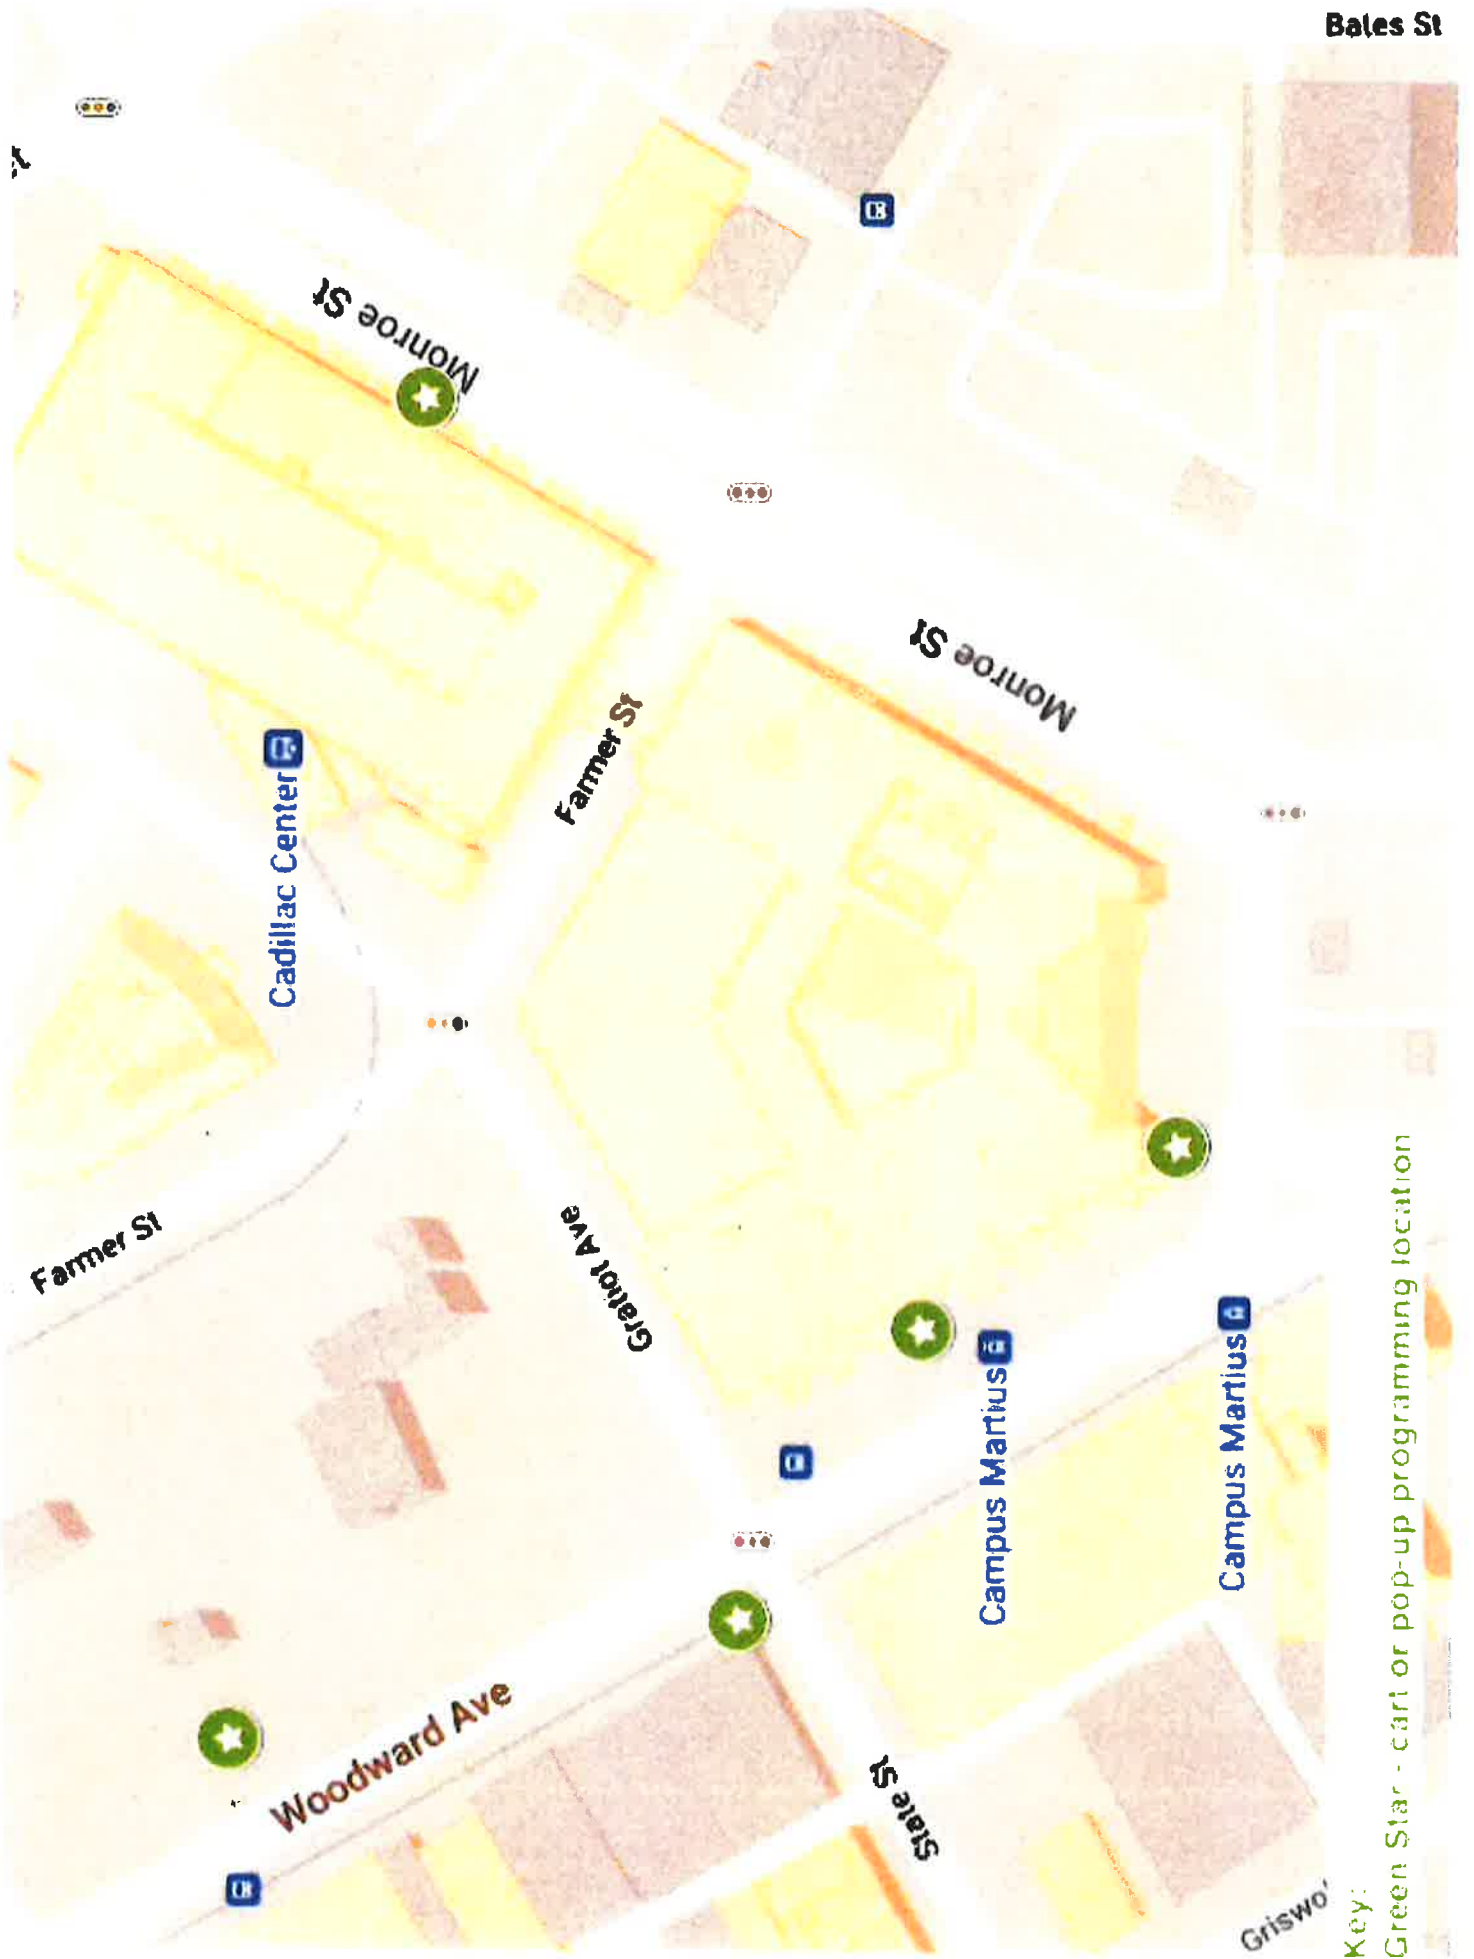 Bates St
Monroe St
Monroe St
Farmer St
Cadillac Center
Farmer St
Gratiot Ave
Campus Martius
Campus Martius
Woodward Ave
State St
Griswo
Key:
Green Star - cart or pop-up programming location